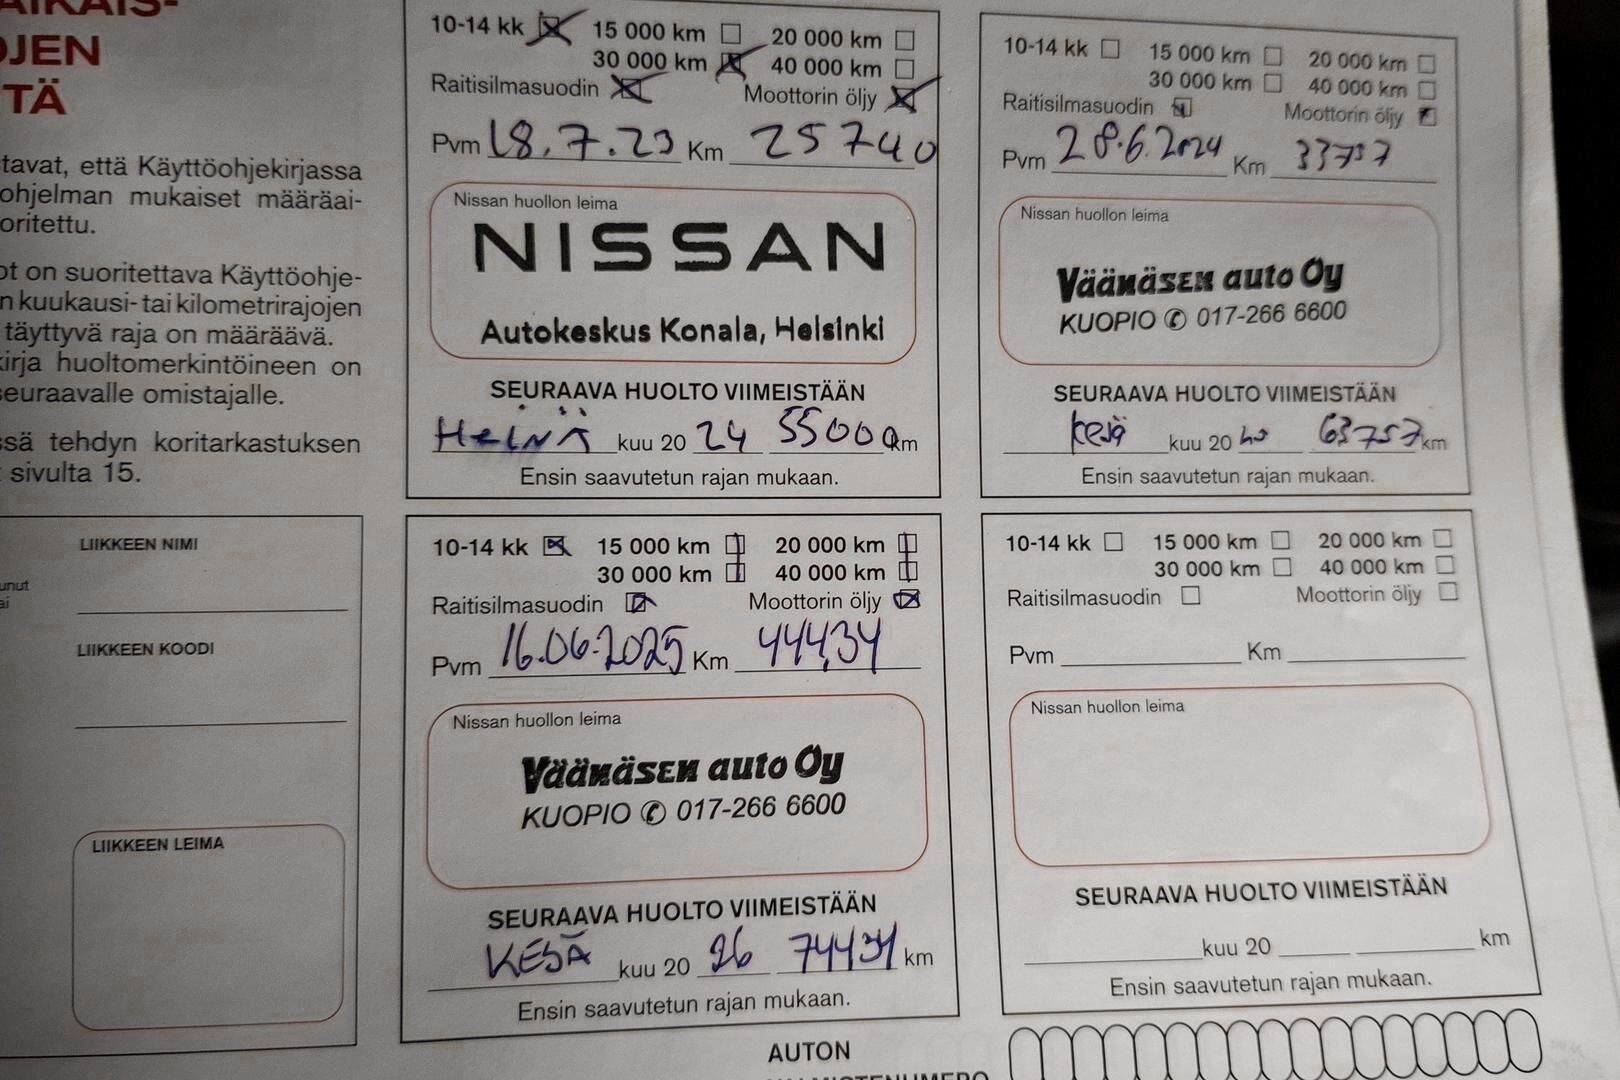 AIKAIS-
OJEN
TÄ
tavat, että Käyttöohjekirjassa
ohjelman mukaiset määräai-
oritettu.
ot on suoritettava Käyttöohje-
n kuukausi- tai kilometrirajojen
täyttyvä raja on määräävä.
kirja huoltomerkintöineen on
seuraavalle omistajalle.
ssä tehdyn koritarkastuksen
sivulta 15.
unut
ai
LIIKKEEN NIMI
LIIKKEEN KOODI
LIIKKEEN LEIMA
10-14 kk 15 000 km 20 000 km
30 000 km 40 000 km
Raitisilmasuodin Moottorin öljy
Pvm 18.7.23 Km 25740
Nissan huollon leima
NISSAN
Autokeskus Konala, Helsinki
SEURAAVA HUOLTO VIIMEISTÄÄN
HEINÄ kuu 20 24 55000 km
Ensin saavutetun rajan mukaan.
10-14 kk 15 000 km 20 000 km
30 000 km 40 000 km
Raitisilmasuodin Moottorin öljy
Pvm 28.6.2024 Km 33757
Nissan huollon leima
Väänäsen auto Oy
KUOPIO ✆ 017-266 6600
SEURAAVA HUOLTO VIIMEISTÄÄN
kesä kuu 20 63757 km
Ensin saavutetun rajan mukaan.
10-14 kk 15 000 km 20 000 km
30 000 km 40 000 km
Raitisilmasuodin Moottorin öljy
Pvm 16.06.2025 Km 44434
Nissan huollon leima
Väänäsen auto Oy
KUOPIO ✆ 017-266 6600
SEURAAVA HUOLTO VIIMEISTÄÄN
KESÄ kuu 20 26 74434 km
Ensin saavutetun rajan mukaan.
10-14 kk 15 000 km 20 000 km
30 000 km 40 000 km
Raitisilmasuodin Moottorin öljy
Pvm Km
Nissan huollon leima
SEURAAVA HUOLTO VIIMEISTÄÄN
kuu 20 km
Ensin saavutetun rajan mukaan.
AUTON
VALMISTENUMERO